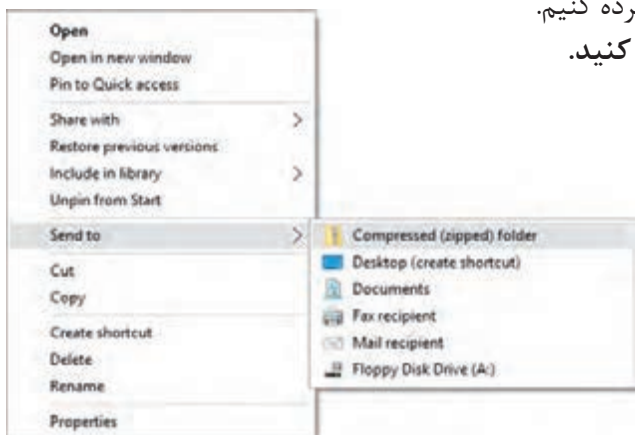 کنیم.
کنید.
Open
Open in new window
Pin to Quick access
Share with
Restore previous versions
Include in library
Unpin from Start
Send to
Cut
Copy
Create shortcut
Delete
Rename
Properties
Compressed (zipped) folder
Desktop (create shortcut)
Documents
Fax recipient
Mail recipient
Floppy Disk Drive (A:)